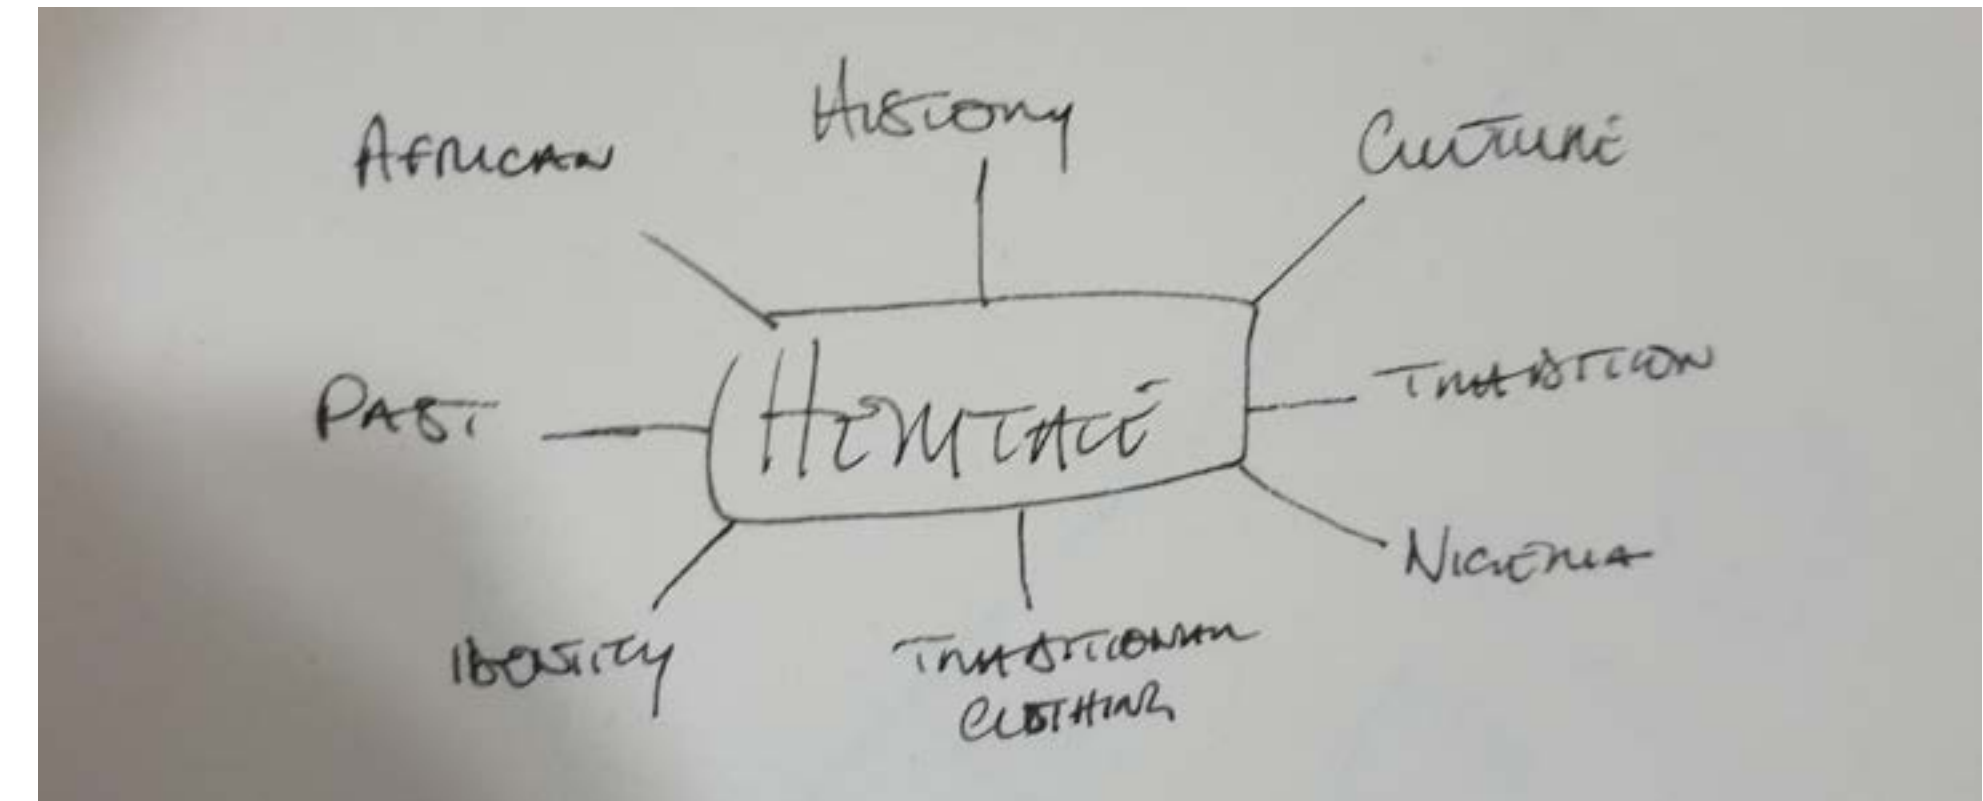 AFRICAN
HISTORY
CULTURE
HERITAGE
PAST
TRADITION
NIGERIA
IDENTITY
TRADITIONAL
CLOTHING